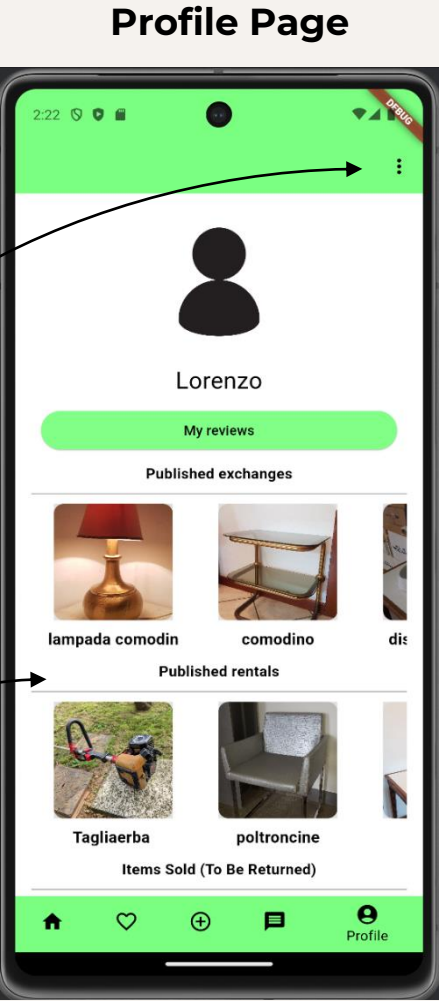 Profile Page
2:22
DEBUG
Lorenzo
My reviews
Published exchanges
lampada comodin
comodino
dis
Published rentals
Tagliaerba
poltroncine
Items Sold (To Be Returned)
Profile